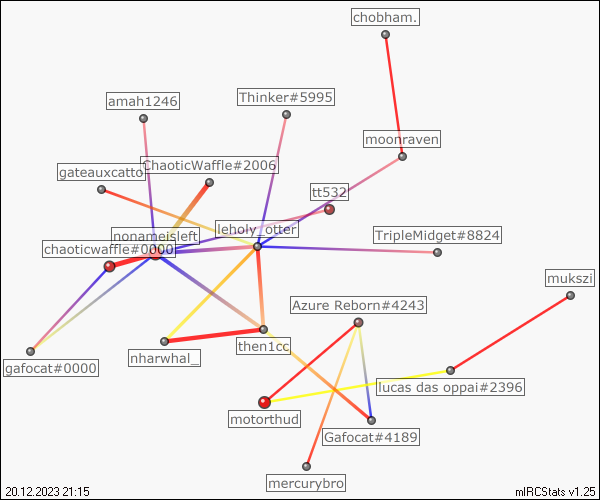 chobham.
Thinker#5995
amah1246
moonraven
ChaoticWaffle#2006
gateauxcatto
tt532
leholy_otter
nonameisleft
TripleMidget#8824
chaoticwaffle#0000
mukszi
Azure Reborn#4243
then1cc
nharwhal_
gafocat#0000
lucas das oppai#2396
motorthud
Gafocat#4189
mercurybro
20.12.2023 21:15
mIRCStats v1.25